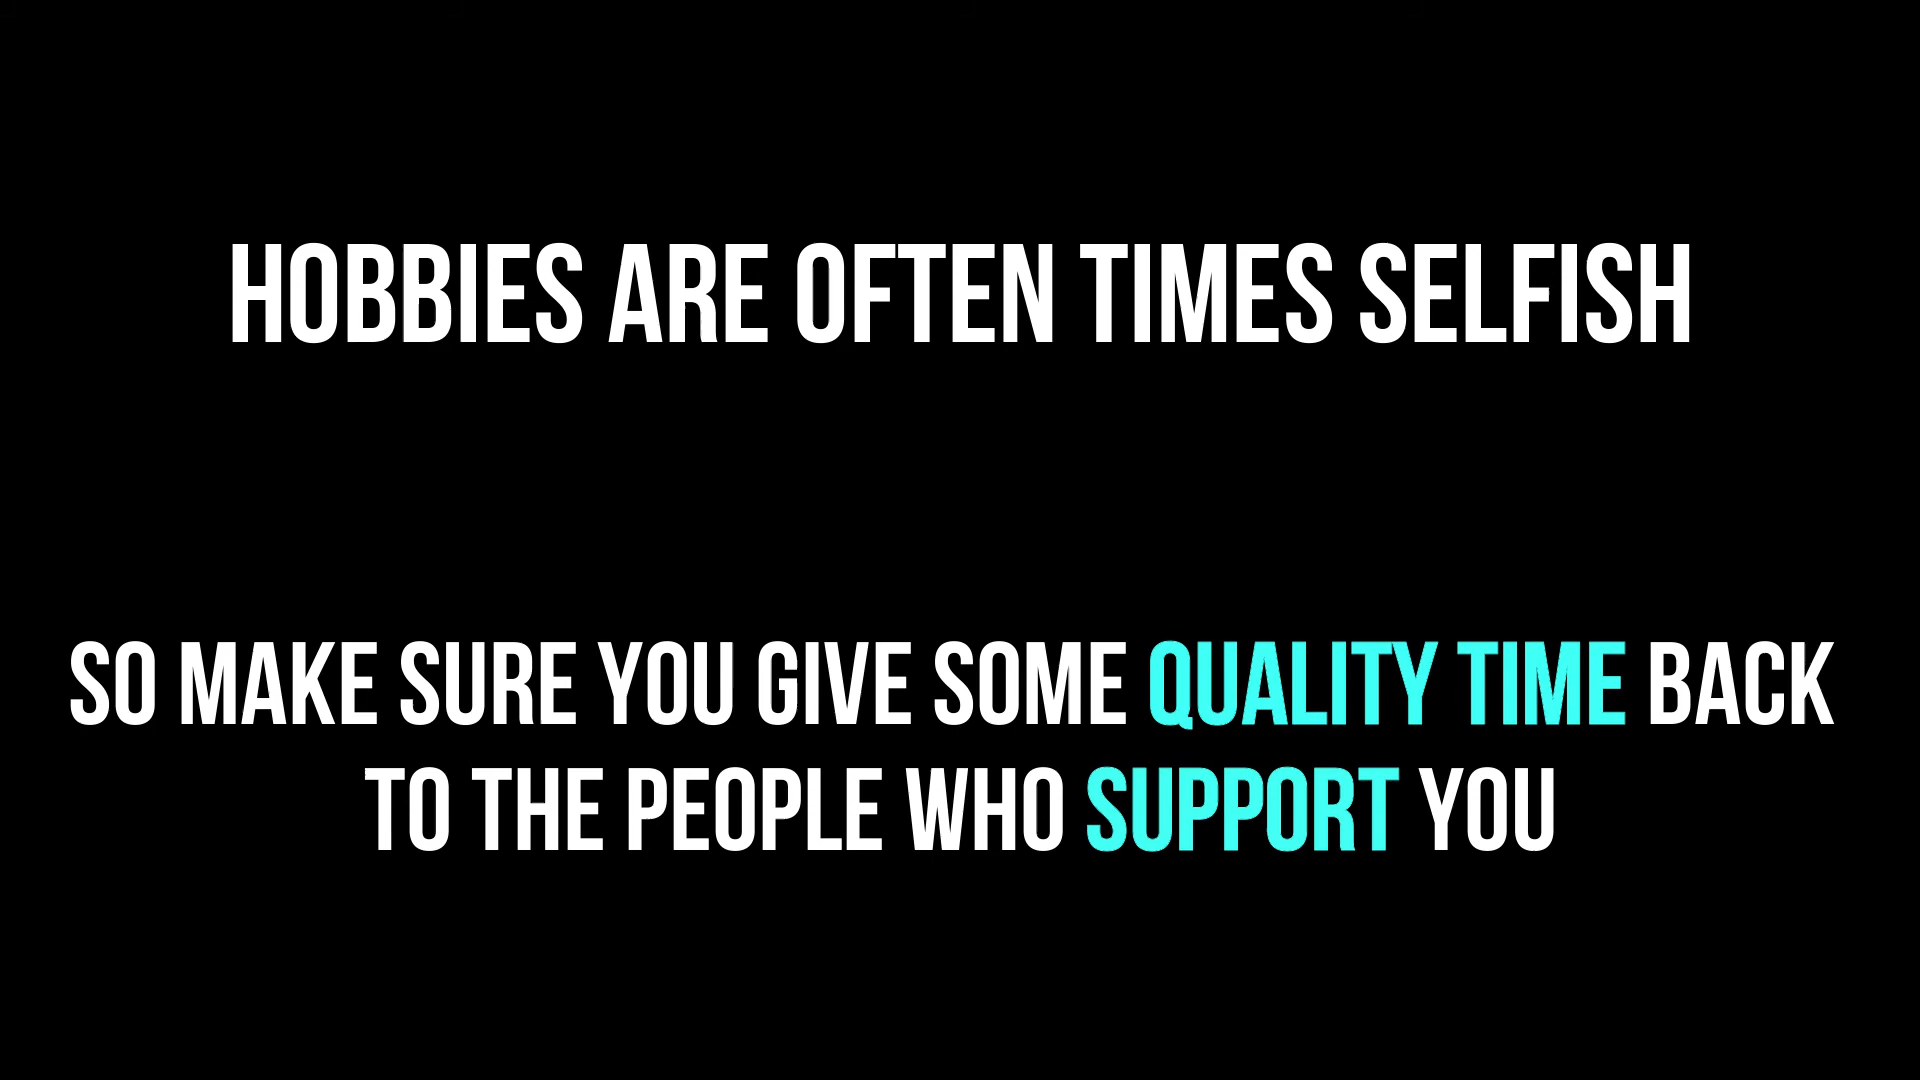 HOBBIES ARE OFTEN TIMES SELFISH
SO MAKE SURE YOU GIVE SOME QUALITY TIME BACK
TO THE PEOPLE WHO SUPPORT YOU